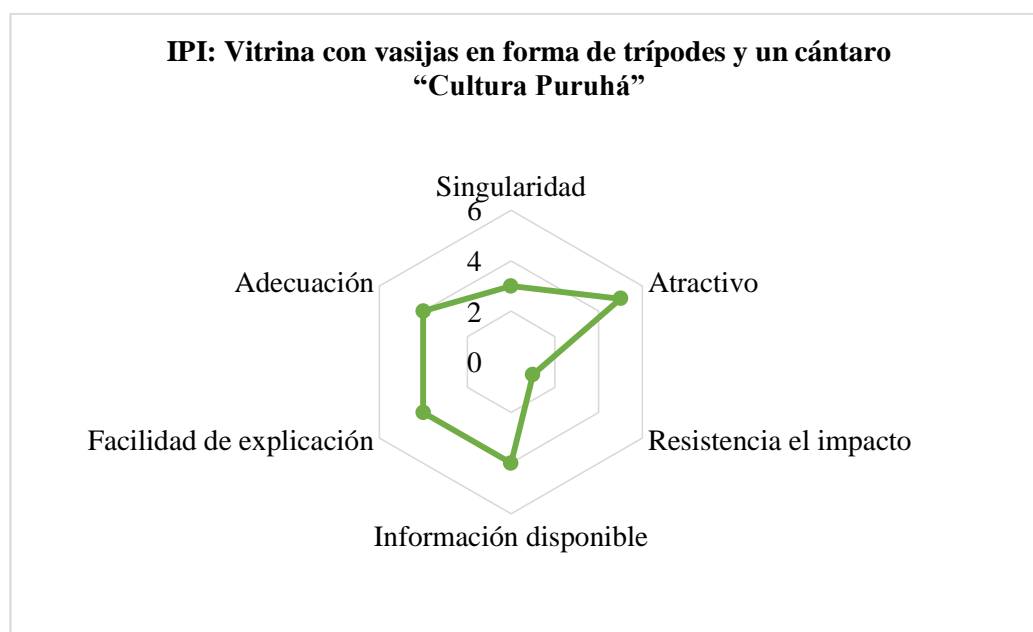 IPI: Vitrina con vasijas en forma de trípodes y un cántaro
“Cultura Puruhá”
Singularidad
6
Adecuación
4
Atractivo
2
0
Facilidad de explicación
Resistencia el impacto
Información disponible